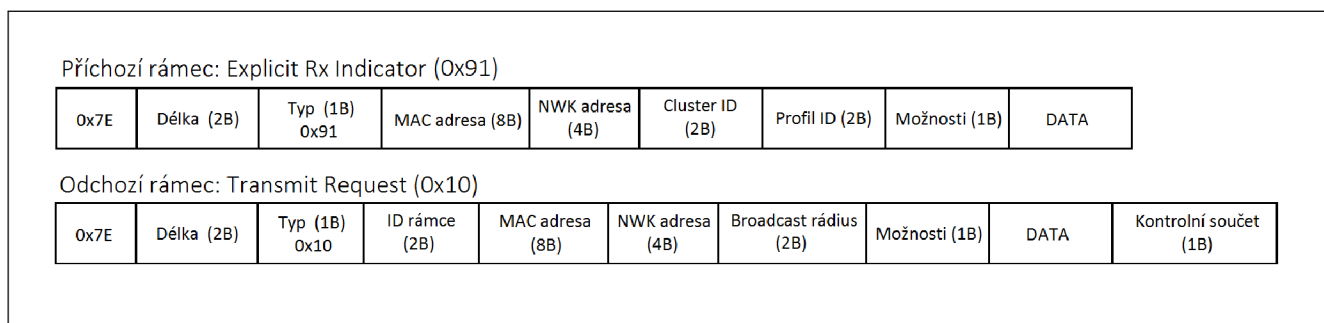 Příchozí rámec: Explicit Rx Indicator (0x91)
0x7E
Délka (2B)
Typ (1B)
0x91
MAC adresa (8B)
NWK adresa
(4B)
Cluster ID
(2B)
Profil ID (2B)
Možnosti (1B)
DATA
Odchozí rámec: Transmit Request (0x10)
0x7E
Délka (2B)
Typ (1B)
0x10
ID rámce
(2B)
MAC adresa
(8B)
NWK adresa
(4B)
Broadcast rádius
(2B)
Možnosti (1B)
DATA
Kontrolní součet
(1B)